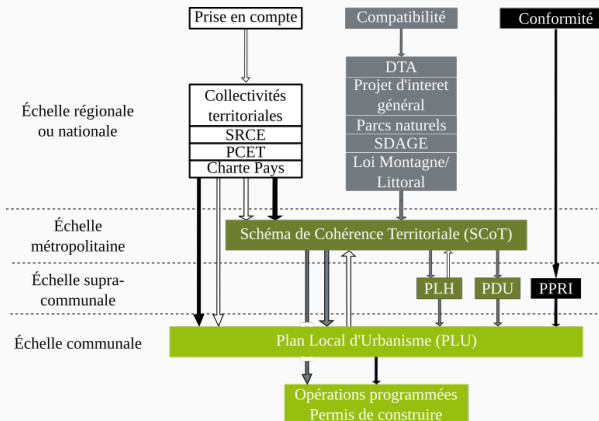 Prise en compte
Compatibilité
Conformité
Échelle régionale
ou nationale
Collectivités
territoriales
SRCE
PCET
Charte Pays
DTA
Projet d'interet
général
Parcs naturels
SDAGE
Loi Montagne/
Littoral
Échelle
métropolitaine
Schéma de Cohérence Territoriale (SCoT)
Échelle supra-
communale
PLH
PDU
PPRI
Échelle communale
Plan Local d'Urbanisme (PLU)
Opérations programmées
Permis de construire